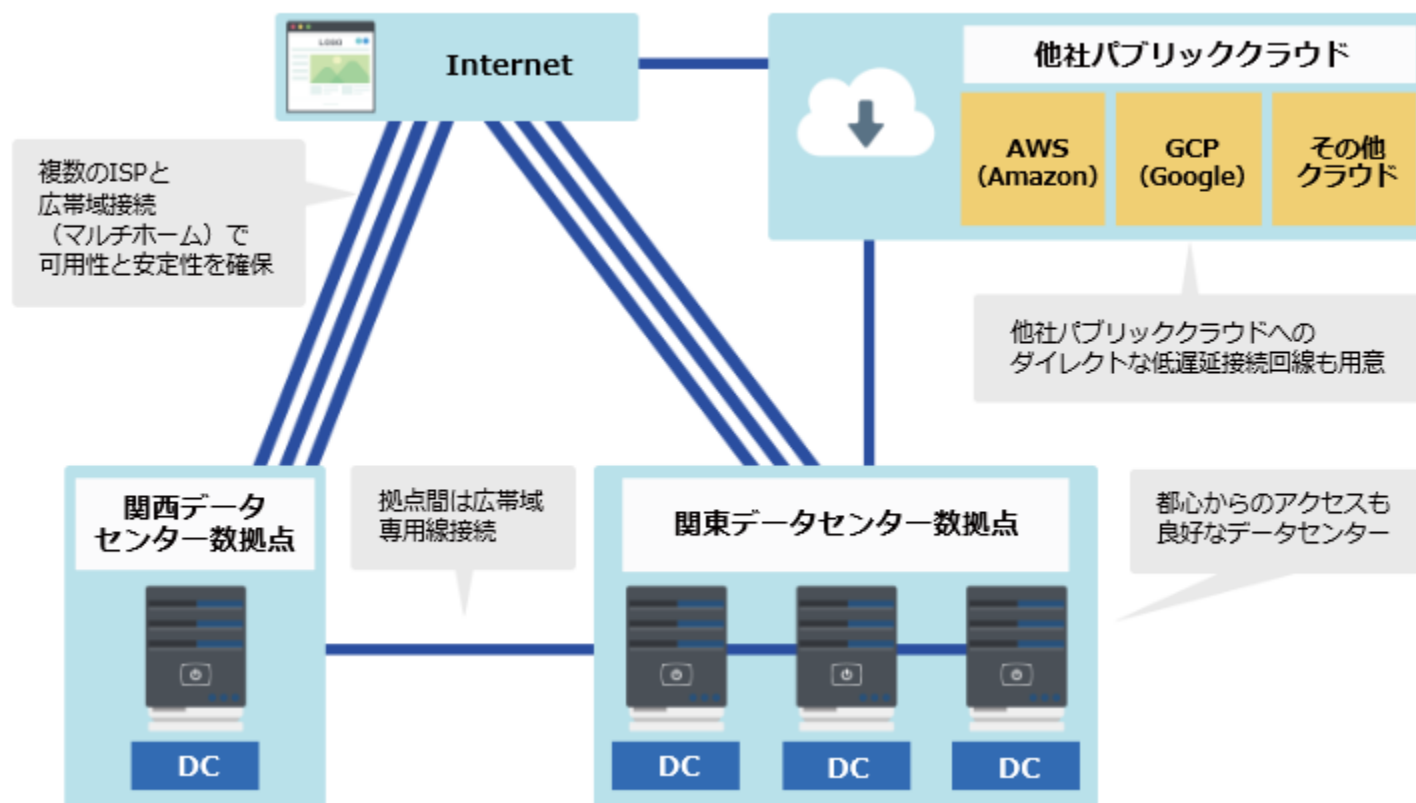 LOGO
Internet
他社パブリッククラウド
AWS
(Amazon)
GCP
(Google)
その他
クラウド
複数のISPと
広帯域接続
（マルチホーム）で
可用性と安定性を確保
他社パブリッククラウドへの
ダイレクトな低遅延接続回線も用意
関西データ
センター数拠点
拠点間は広帯域
専用線接続
関東データセンター数拠点
都心からのアクセスも
良好なデータセンター
DC
DC
DC
DC